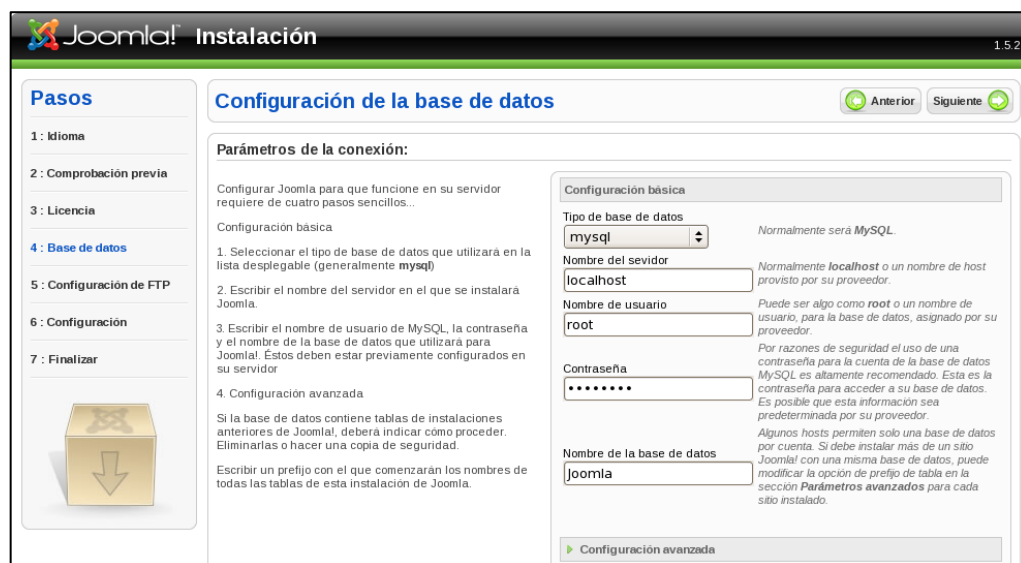 Joomla! Instalación
1.5.2
Pasos
1 : Idioma
2 : Comprobación previa
3 : Licencia
4 : Base de datos
5 : Configuración de FTP
6 : Configuración
7 : Finalizar
Configuración de la base de datos
Anterior
Siguiente
Parámetros de la conexión:
Configurar Joomla para que funcione en su servidor
requiere de cuatro pasos sencillos...
Configuración básica
1. Seleccionar el tipo de base de datos que utilizará en la
lista desplegable (generalmente mysql)
2. Escribir el nombre del servidor en el que se instalará
Joomla.
3. Escribir el nombre de usuario de MySQL, la contraseña
y el nombre de la base de datos que utilizará para
Joomla!. Éstos deben estar previamente configurados en
su servidor
4. Configuración avanzada
Si la base de datos contiene tablas de instalaciones
anteriores de Joomla!, deberá indicar cómo proceder.
Eliminarlas o hacer una copia de seguridad.
Escribir un prefijo con el que comenzarán los nombres de
todas las tablas de esta instalación de Joomla.
Configuración básica
Tipo de base de datos
mysql
Normalmente será MySQL.
Nombre del sevidor
localhost
Normalmente localhost o un nombre de host
provisto por su proveedor.
Nombre de usuario
root
Puede ser algo como root o un nombre de
usuario, para la base de datos, asignado por su
proveedor.
Contraseña
••••••••
Por razones de seguridad el uso de una
contraseña para la cuenta de la base de datos
MySQL es altamente recomendado. Esta es la
contraseña para acceder a su base de datos.
Es posible que esta información sea
predeterminada por su proveedor.
Nombre de la base de datos
Joomla
Algunos hosts permiten solo una base de datos
por cuenta. Si debe instalar más de un sitio
Joomla! con una misma base de datos, puede
modificar la opción de prefijo de tabla en la
sección Parámetros avanzados para cada
sitio instalado.
Configuración avanzada